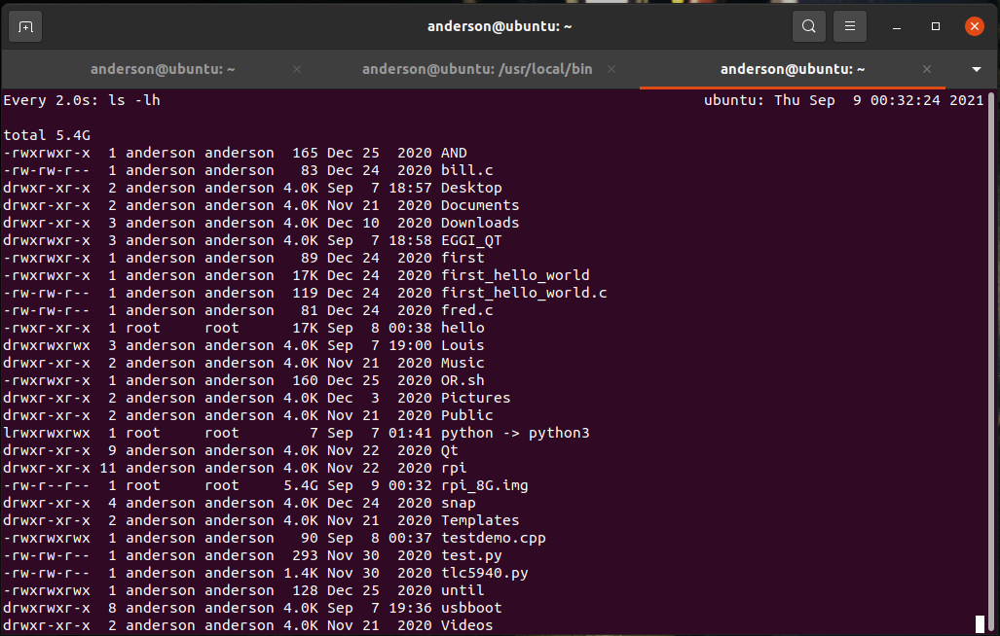 anderson@ubuntu: ~
anderson@ubuntu: ~ anderson@ubuntu: /usr/local/bin anderson@ubuntu: ~
Every 2.0s: ls -lh ubuntu: Thu Sep  9 00:32:24 2021
total 5.4G
-rwxrwxr-x  1 anderson anderson  165 Dec 25  2020 AND
-rw-rw-r--  1 anderson anderson   83 Dec 24  2020 bill.c
drwxr-xr-x  2 anderson anderson 4.0K Sep  7 18:57 Desktop
drwxr-xr-x  2 anderson anderson 4.0K Nov 21  2020 Documents
drwxr-xr-x  3 anderson anderson 4.0K Dec 10  2020 Downloads
drwxrwxr-x  3 anderson anderson 4.0K Sep  7 18:58 EGGI_QT
-rwxrwxr-x  1 anderson anderson   89 Dec 24  2020 first
-rwxrwxr-x  1 anderson anderson  17K Dec 24  2020 first_hello_world
-rw-rw-r--  1 anderson anderson  119 Dec 24  2020 first_hello_world.c
-rw-rw-r--  1 anderson anderson   81 Dec 24  2020 fred.c
-rwxr-xr-x  1 root     root      17K Sep  8 00:38 hello
drwxrwxrwx  3 anderson anderson 4.0K Sep  7 19:00 Louis
drwxr-xr-x  2 anderson anderson 4.0K Nov 21  2020 Music
-rwxrwxr-x  1 anderson anderson  160 Dec 25  2020 OR.sh
drwxr-xr-x  2 anderson anderson 4.0K Dec  3  2020 Pictures
drwxr-xr-x  2 anderson anderson 4.0K Nov 21  2020 Public
lrwxrwxrwx  1 root     root        7 Sep  7 01:41 python -> python3
drwxr-xr-x  9 anderson anderson 4.0K Nov 22  2020 Qt
drwxr-xr-x 11 anderson anderson 4.0K Nov 22  2020 rpi
-rw-r--r--  1 root     root     5.4G Sep  9 00:32 rpi_8G.img
drwxr-xr-x  4 anderson anderson 4.0K Dec 24  2020 snap
drwxr-xr-x  2 anderson anderson 4.0K Nov 21  2020 Templates
-rwxrwxrwx  1 anderson anderson   90 Sep  8 00:37 testdemo.cpp
-rw-rw-r--  1 anderson anderson  293 Nov 30  2020 test.py
-rw-rw-r--  1 anderson anderson 1.4K Nov 30  2020 tlc5940.py
-rwxrwxrwx  1 anderson anderson  128 Dec 25  2020 until
drwxrwxr-x  8 anderson anderson 4.0K Sep  7 19:36 usbboot
drwxr-xr-x  2 anderson anderson 4.0K Nov 21  2020 Videos